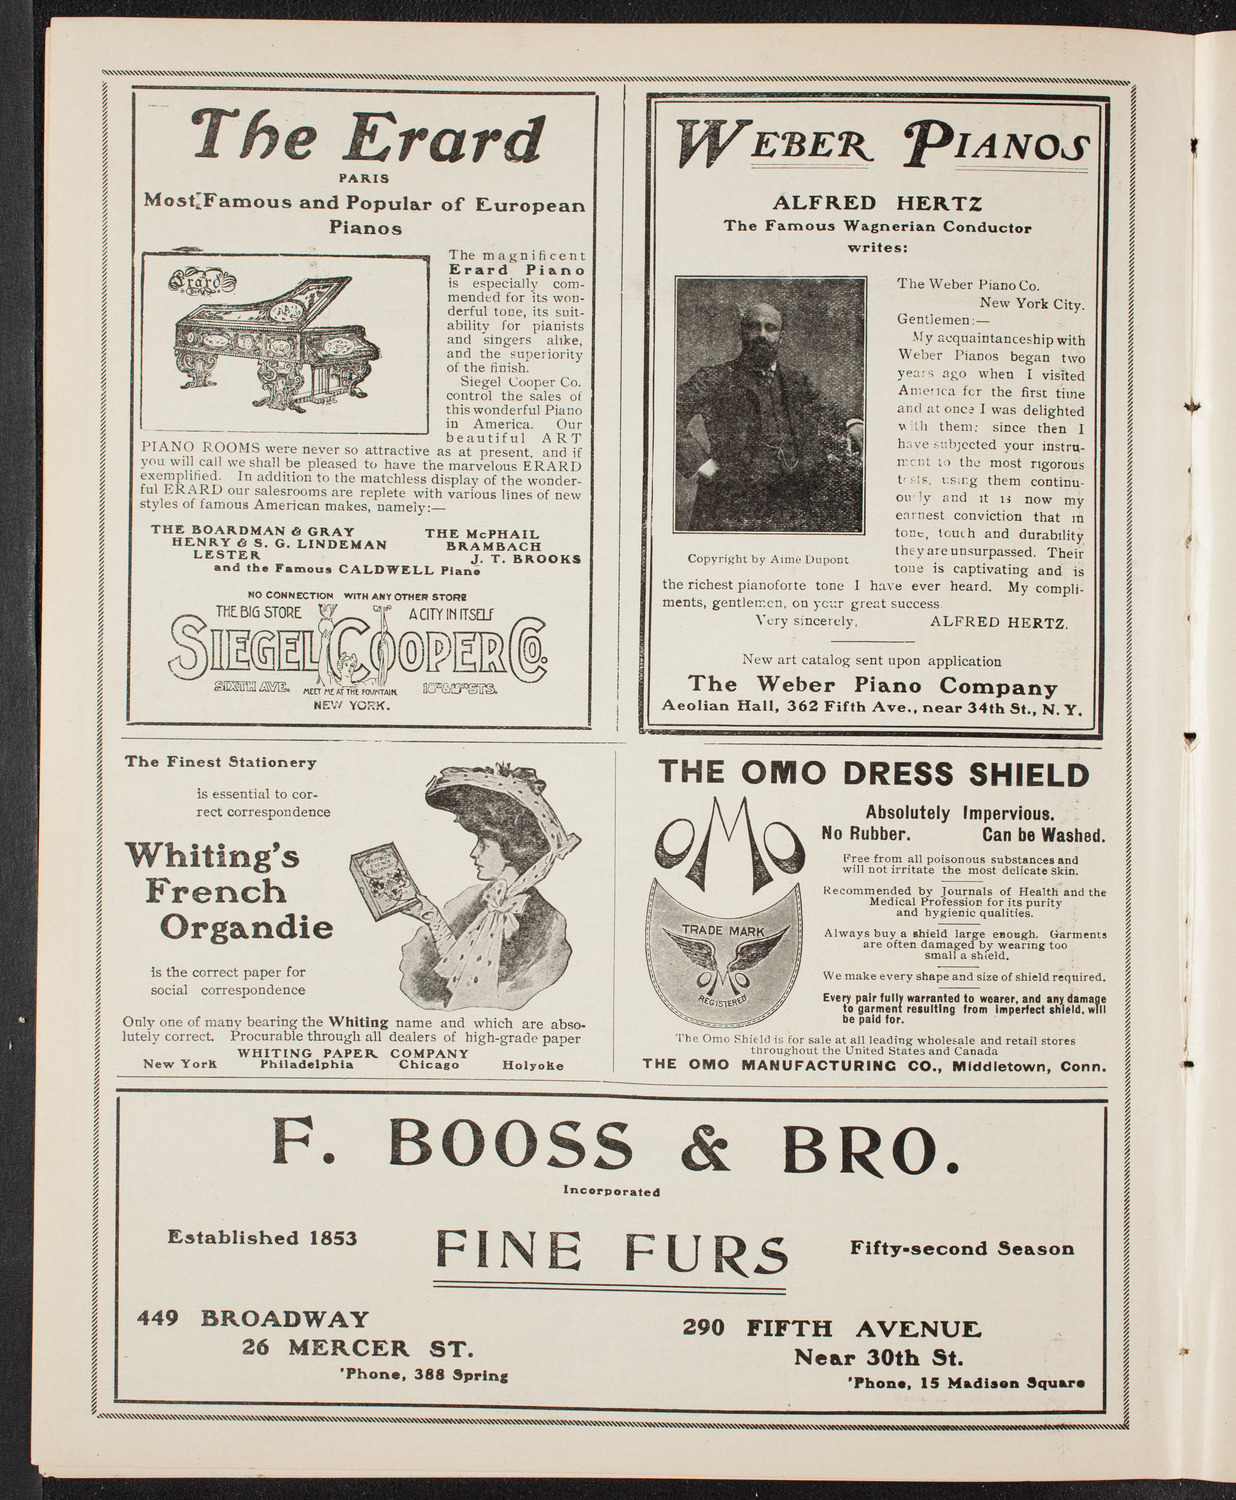 The Erard
PARIS
Most Famous and Popular of European
Pianos
Erard
The magnificent
Erard Piano
is especially com-
mended for its won-
derful tone, its suit-
ability for pianists
and singers alike,
and the superiority
of the finish.
Siegel Cooper Co.
control the sales of
this wonderful Piano
in America. Our
beautiful ART
PIANO ROOMS were never so attractive as at present, and if
you will call we shall be pleased to have the marvelous ERARD
exemplified. In addition to the matchless display of the wonder-
ful ERARD our salesrooms are replete with various lines of new
styles of famous American makes, namely:—
THE BOARDMAN & GRAY
HENRY & S. G. LINDEMAN
LESTER
THE McPHAIL
BRAMBACH
J. T. BROOKS
and the Famous CALDWELL Piano
NO CONNECTION WITH ANY OTHER STORE
THE BIG STORE A CITY IN ITSELF
SIEGEL COOPER CO.
SIXTH AVE. MEET ME AT THE FOUNTAIN. 18TH & 19TH STS.
NEW YORK.
WEBER PIANOS
ALFRED HERTZ
The Famous Wagnerian Conductor
writes:
The Weber Piano Co.
New York City.
Gentlemen:—
My acquaintanceship with
Weber Pianos began two
years ago when I visited
America for the first time
and at once I was delighted
with them; since then I
have subjected your instru-
ment to the most rigorous
tests, using them continu-
ously and it is now my
earnest conviction that in
tone, touch and durability
they are unsurpassed. Their
tone is captivating and is
Copyright by Aimé Dupont
the richest pianoforte tone I have ever heard. My compli-
ments, gentlemen, on your great success.
Very sincerely, ALFRED HERTZ.
New art catalog sent upon application
The Weber Piano Company
Aeolian Hall, 362 Fifth Ave., near 34th St., N. Y.
The Finest Stationery
is essential to cor-
rect correspondence
Whiting's
French
Organdie
is the correct paper for
social correspondence
Only one of many bearing the Whiting name and which are abso-
lutely correct. Procurable through all dealers of high-grade paper
WHITING PAPER COMPANY
New York Philadelphia Chicago Holyoke
THE OMO DRESS SHIELD
OMO
TRADE MARK
OMO
REGISTERED
Absolutely Impervious.
No Rubber. Can be Washed.
Free from all poisonous substances and
will not irritate the most delicate skin.
Recommended by Journals of Health and the
Medical Profession for its purity
and hygienic qualities.
Always buy a shield large enough. Garments
are often damaged by wearing too
small a shield.
We make every shape and size of shield required.
Every pair fully warranted to wearer, and any damage
to garment resulting from imperfect shield, will
be paid for.
The Omo Shield is for sale at all leading wholesale and retail stores
throughout the United States and Canada
THE OMO MANUFACTURING CO., Middletown, Conn.
F. BOOSS & BRO.
Incorporated
Established 1853
FINE FURS
Fifty-second Season
449 BROADWAY
26 MERCER ST.
'Phone, 388 Spring
290 FIFTH AVENUE
Near 30th St.
'Phone, 15 Madison Square